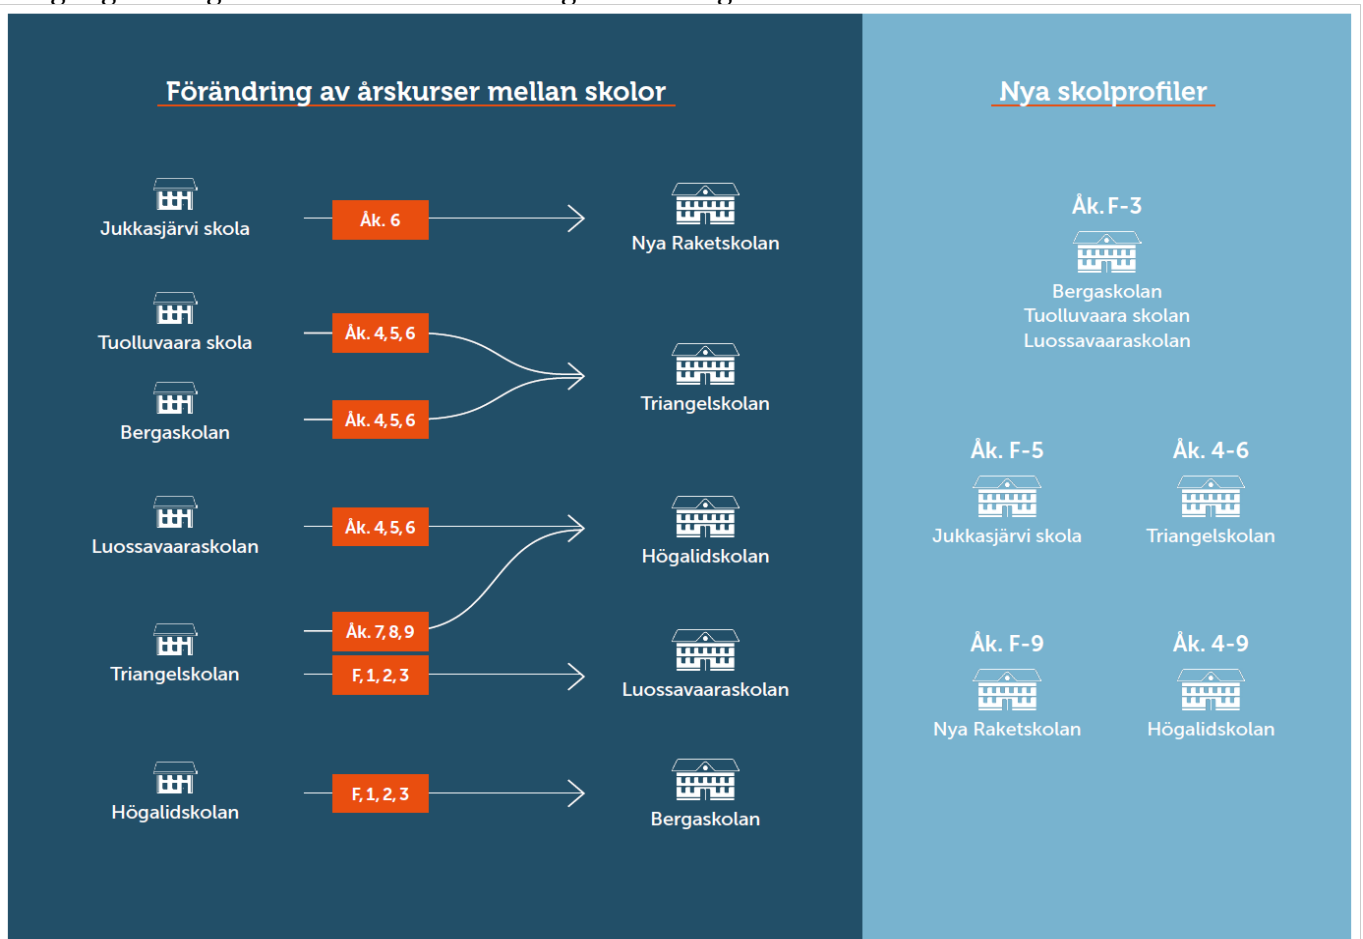 Förändring av årskurser mellan skolor
Jukkasjärvi skola
Åk. 6
Nya Raketskolan
Tuolluvaara skola
Åk. 4, 5, 6
Bergaskolan
Åk. 4, 5, 6
Triangelskolan
Luossavaaraskolan
Åk. 4, 5, 6
Högalidskolan
Triangelskolan
Åk. 7, 8, 9
F, 1, 2, 3
Luossavaaraskolan
Högalidskolan
F, 1, 2, 3
Bergaskolan
Nya skolprofiler
Åk. F-3
Bergaskolan
Tuolluvaara skolan
Luossavaaraskolan
Åk. F-5
Jukkasjärvi skola
Åk. 4-6
Triangelskolan
Åk. F-9
Nya Raketskolan
Åk. 4-9
Högalidskolan